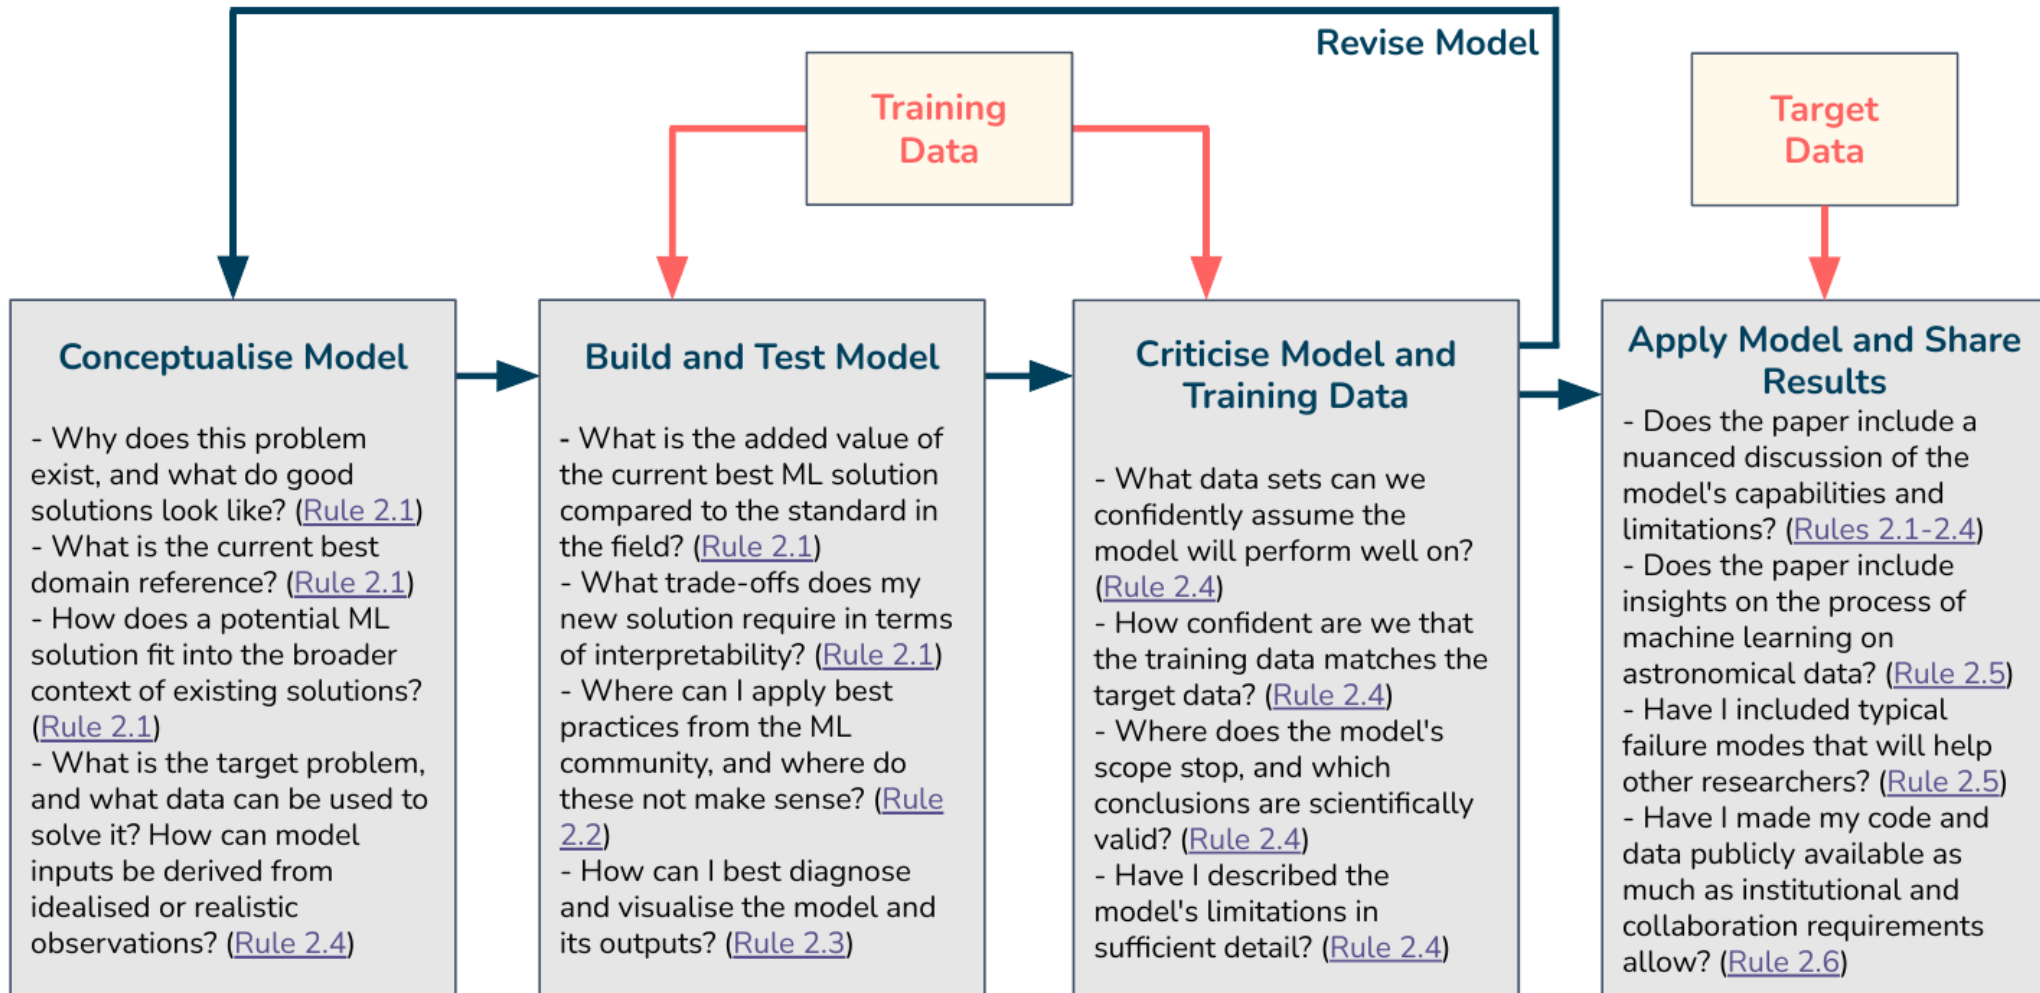 Revise Model
Training
Data
Target
Data
Conceptualise Model
- Why does this problem
exist, and what do good
solutions look like? (Rule 2.1)
- What is the current best
domain reference? (Rule 2.1)
- How does a potential ML
solution fit into the broader
context of existing solutions?
(Rule 2.1)
- What is the target problem,
and what data can be used to
solve it? How can model
inputs be derived from
idealised or realistic
observations? (Rule 2.4)
Build and Test Model
- What is the added value of
the current best ML solution
compared to the standard in
the field? (Rule 2.1)
- What trade-offs does my
new solution require in terms
of interpretability? (Rule 2.1)
- Where can I apply best
practices from the ML
community, and where do
these not make sense? (Rule
2.2)
- How can I best diagnose
and visualise the model and
its outputs? (Rule 2.3)
Criticise Model and
Training Data
- What data sets can we
confidently assume the
model will perform well on?
(Rule 2.4)
- How confident are we that
the training data matches the
target data? (Rule 2.4)
- Where does the model's
scope stop, and which
conclusions are scientifically
valid? (Rule 2.4)
- Have I described the
model's limitations in
sufficient detail? (Rule 2.4)
Apply Model and Share
Results
- Does the paper include a
nuanced discussion of the
model's capabilities and
limitations? (Rules 2.1-2.4)
- Does the paper include
insights on the process of
machine learning on
astronomical data? (Rule 2.5)
- Have I included typical
failure modes that will help
other researchers? (Rule 2.5)
- Have I made my code and
data publicly available as
much as institutional and
collaboration requirements
allow? (Rule 2.6)